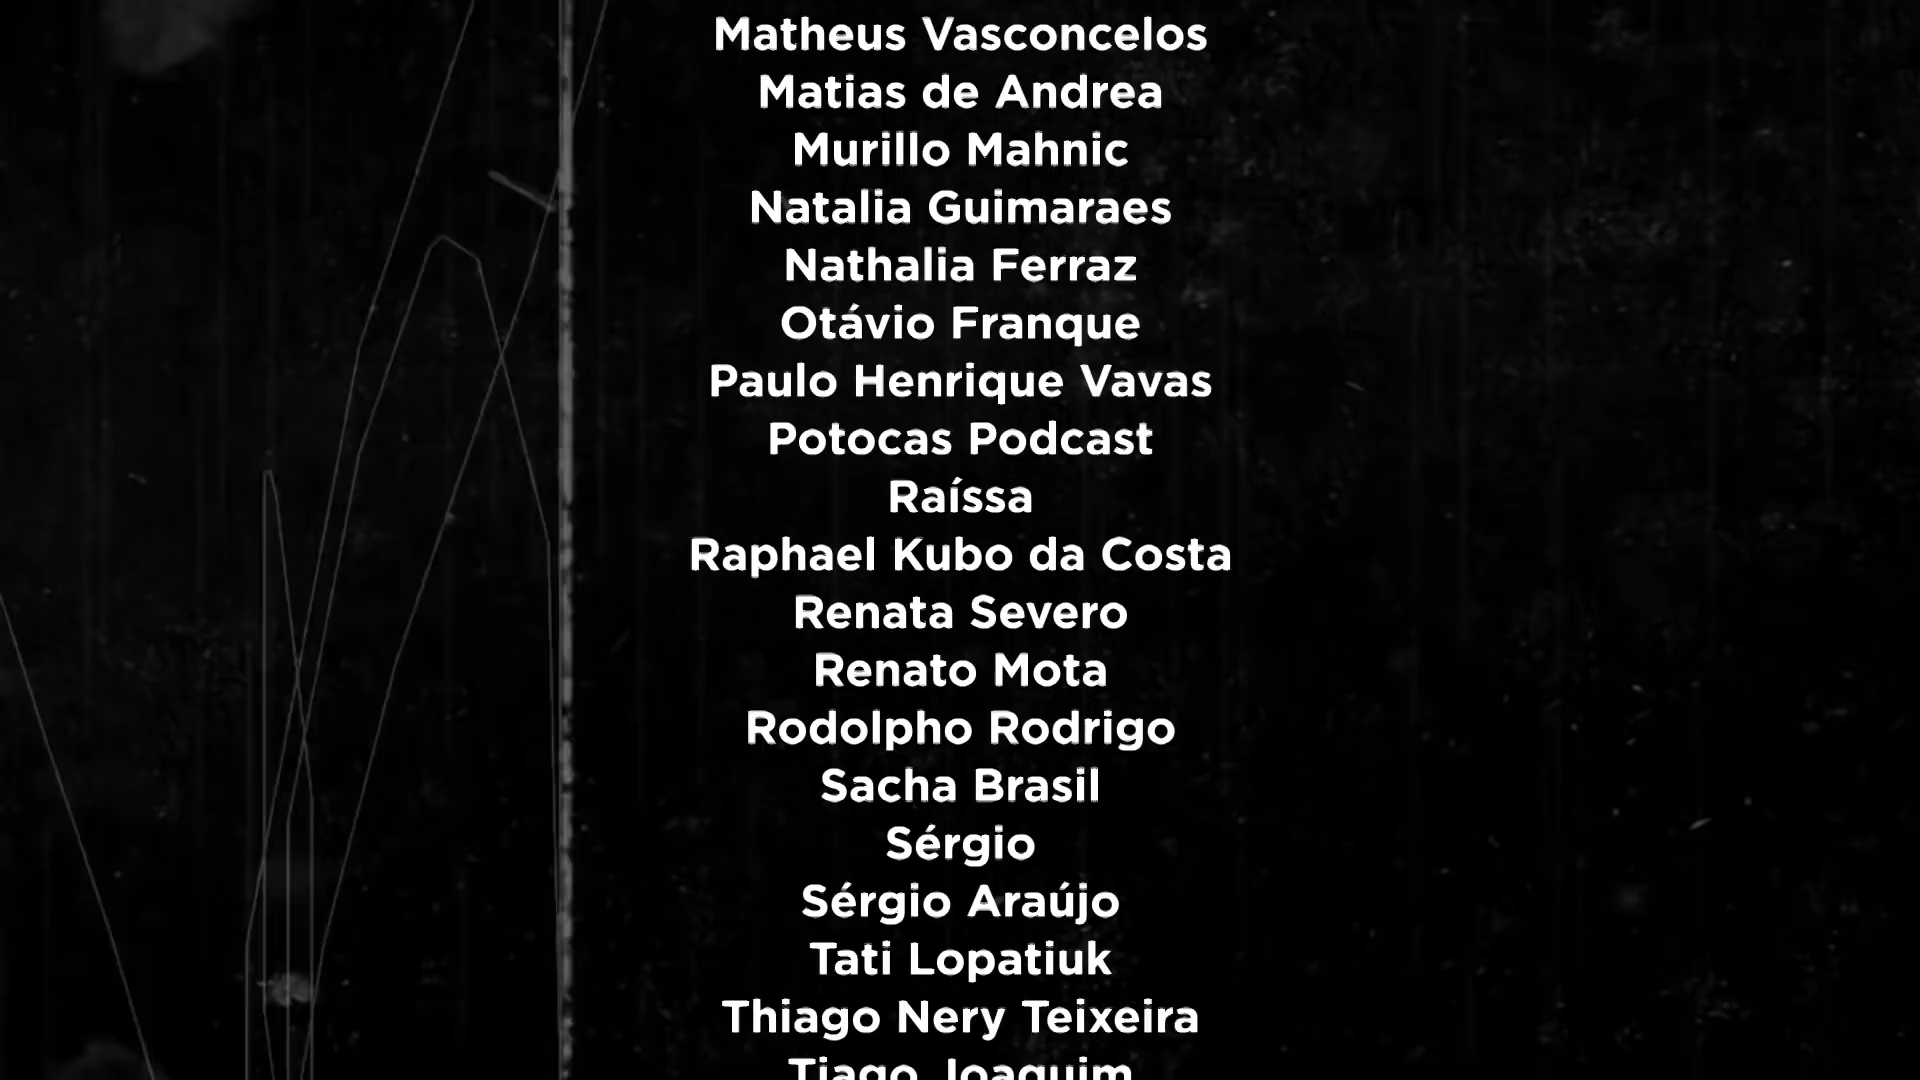 Matheus Vasconcelos
Matias de Andrea
Murillo Mahnic
Natalia Guimaraes
Nathalia Ferraz
Otávio Franque
Paulo Henrique Vavas
Potocas Podcast
Raíssa
Raphael Kubo da Costa
Renata Severo
Renato Mota
Rodolpho Rodrigo
Sacha Brasil
Sérgio
Sérgio Araújo
Tati Lopatiuk
Thiago Nery Teixeira
Tiago Joaquim